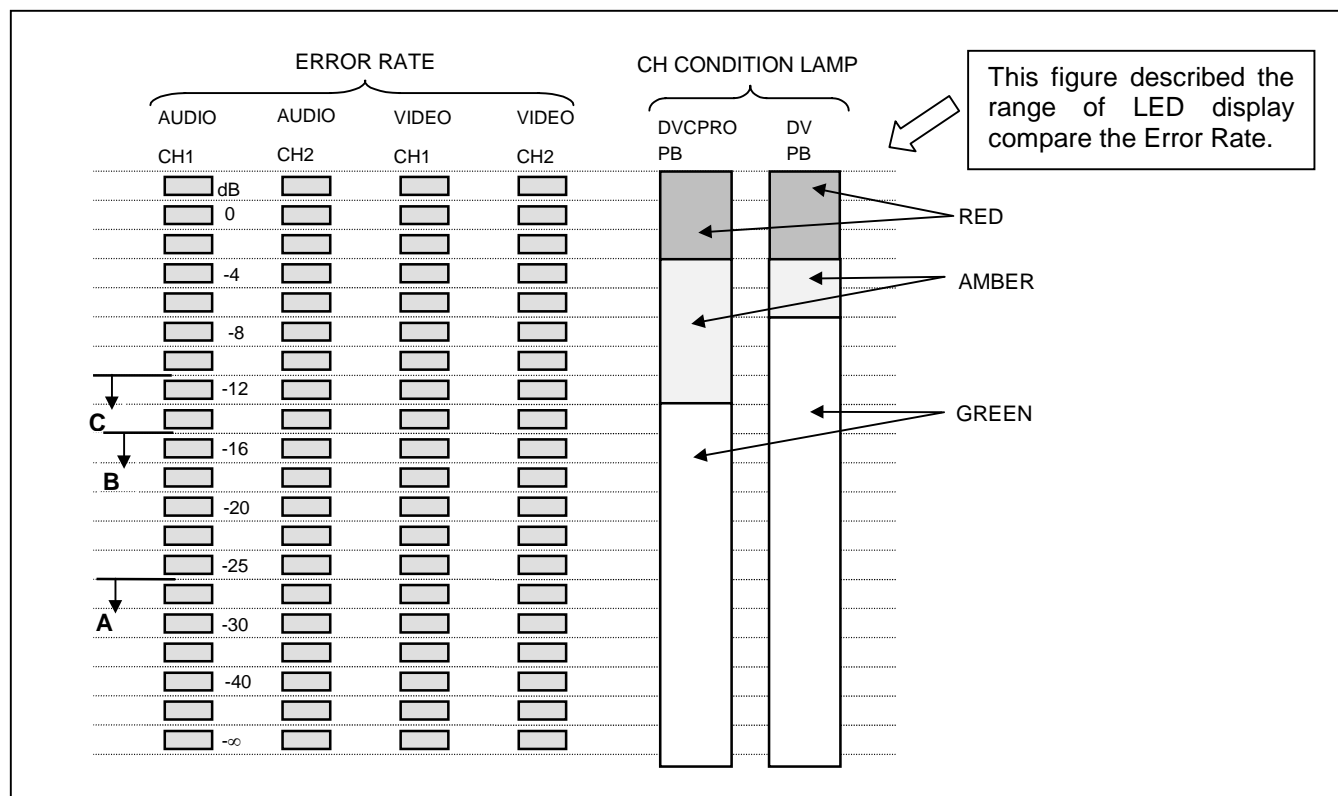 ERROR RATE
CH CONDITION LAMP
This figure described the
range of LED display
compare the Error Rate.
AUDIO AUDIO VIDEO VIDEO DVCPRO DV
CH1 CH2 CH1 CH2 PB PB
dB
0
RED
-4
AMBER
-8
-12
C
GREEN
-16
B
-20
-25
A
-30
-40
-∞